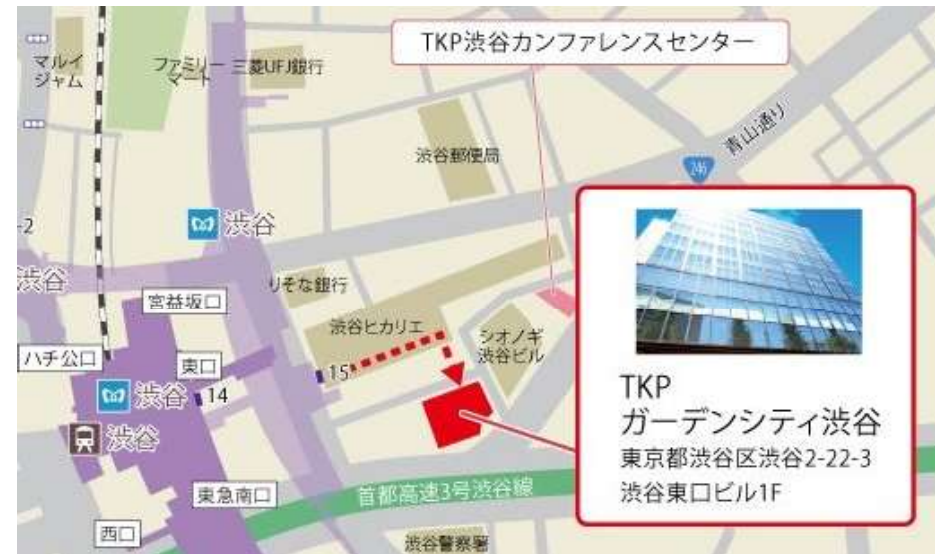 TKP渋谷カンファレンスセンター
マルイ
ジャム
ファミリー
マート
三菱UFJ銀行
青山通り
渋谷郵便局
246
-2
渋谷
渋谷
りそな銀行
宮益坂口
渋谷ヒカリエ
シオノギ
渋谷ビル
ハチ公口
東口
15
渋谷
14
渋谷
TKP
ガーデンシティ渋谷
東京都渋谷区渋谷2-22-3
渋谷東口ビル1F
東急南口
首都高速3号渋谷線
西口
渋谷警察署